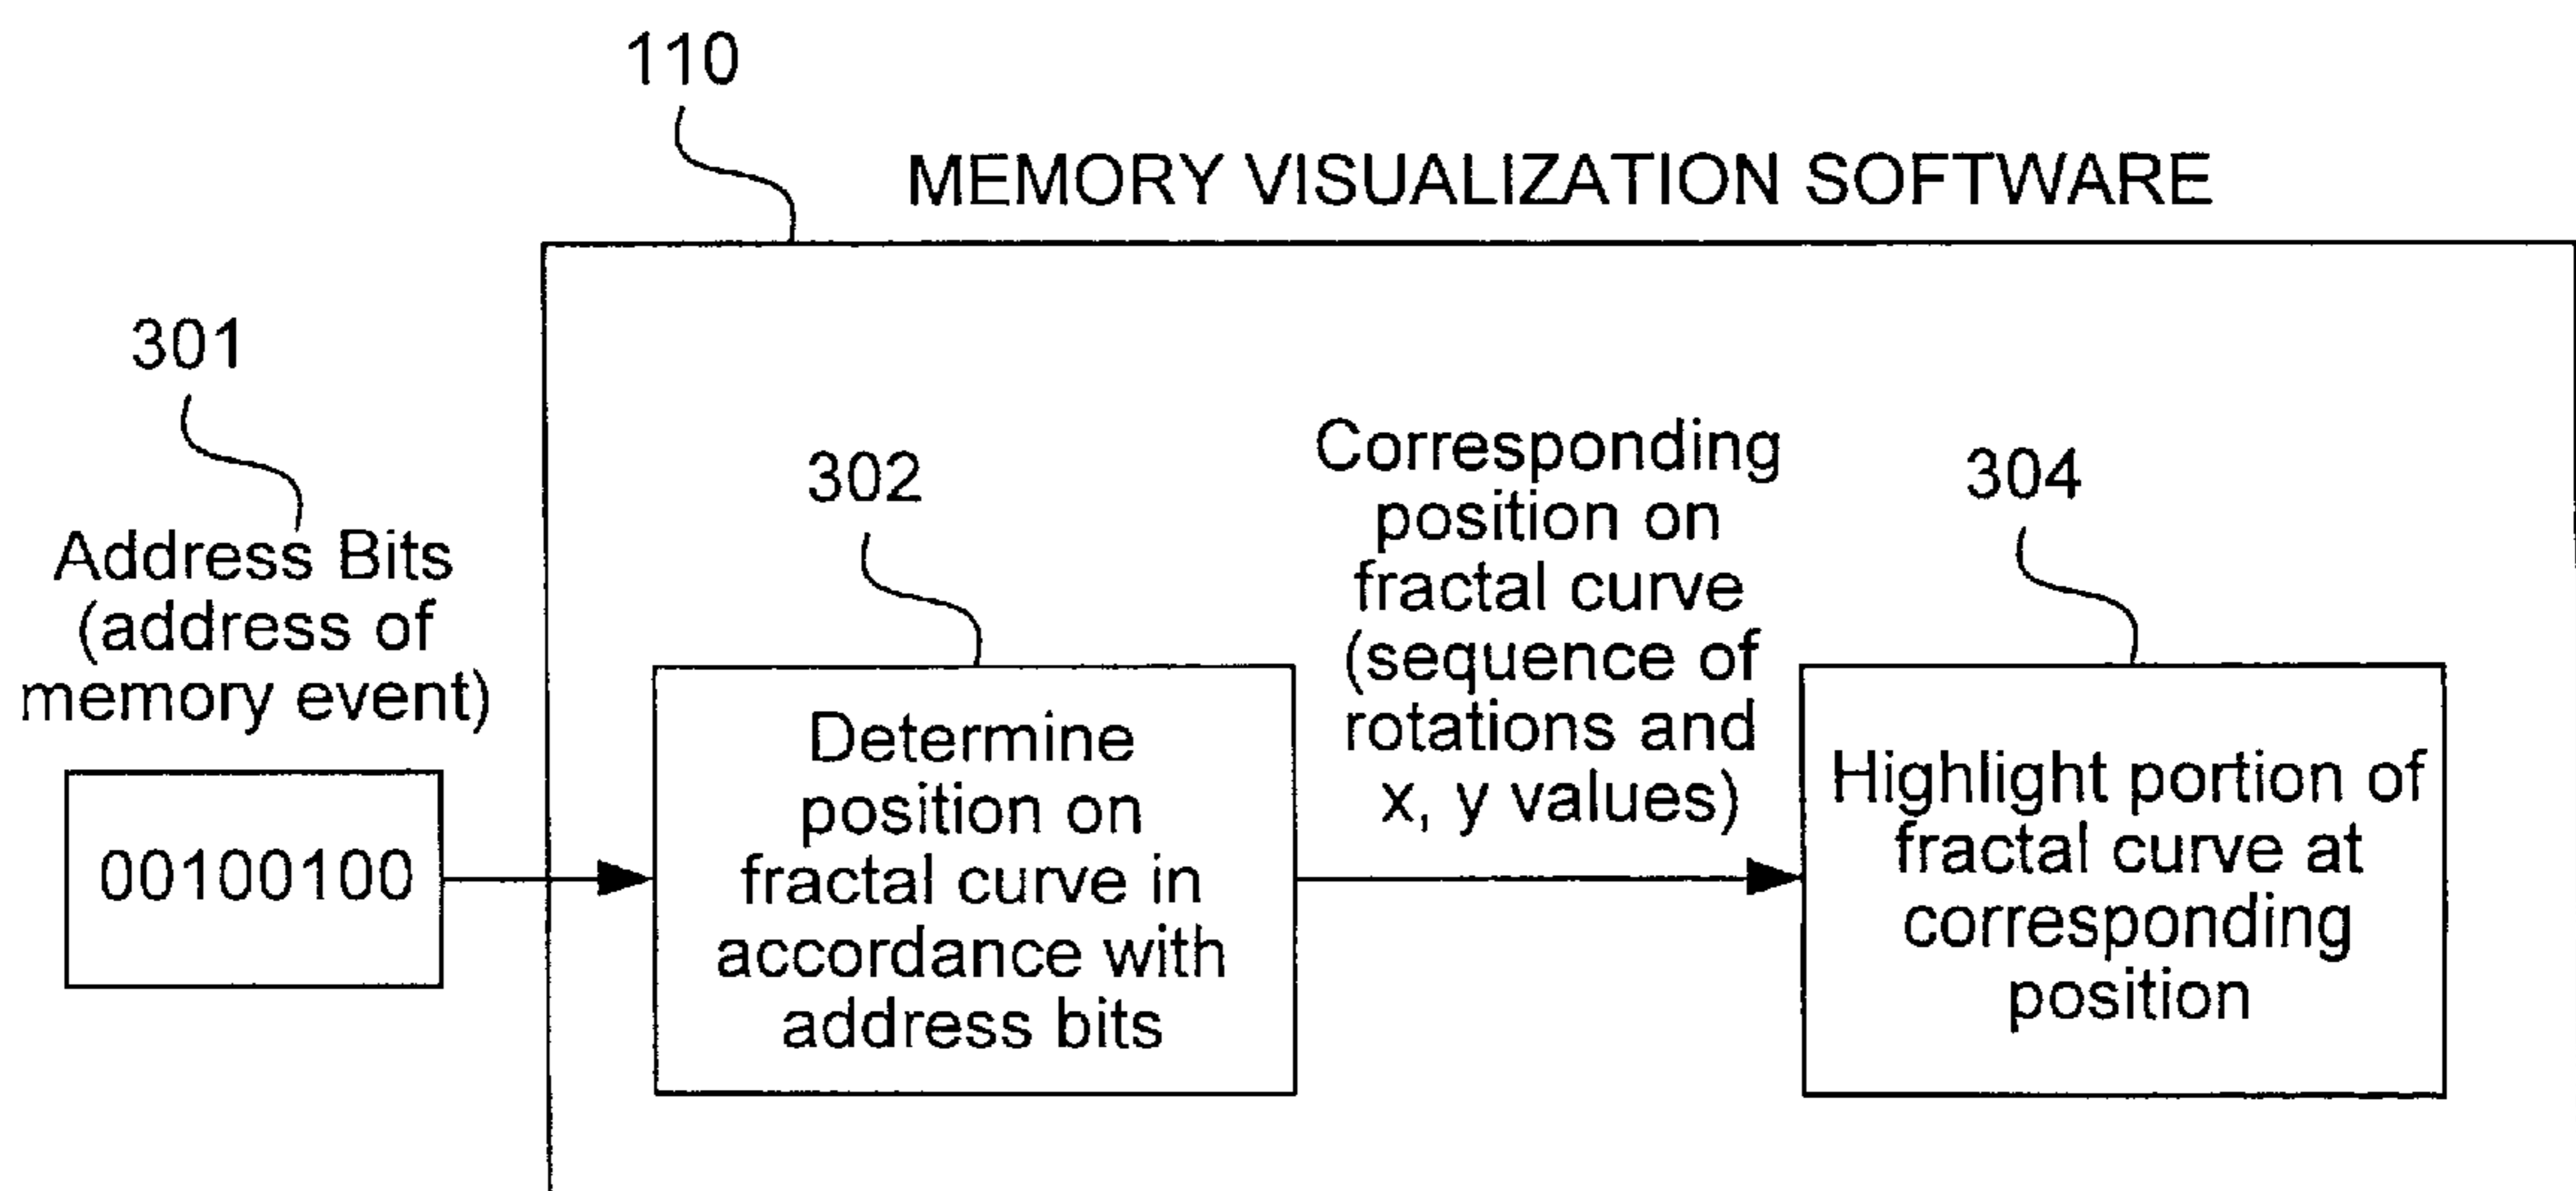 110
MEMORY VISUALIZATION SOFTWARE
301
Address Bits
(address of
memory event)
00100100
302
Determine
position on
fractal curve in
accordance with
address bits
Corresponding
position on
fractal curve
(sequence of
rotations and
x, y values)
304
Highlight portion of
fractal curve at
corresponding
position